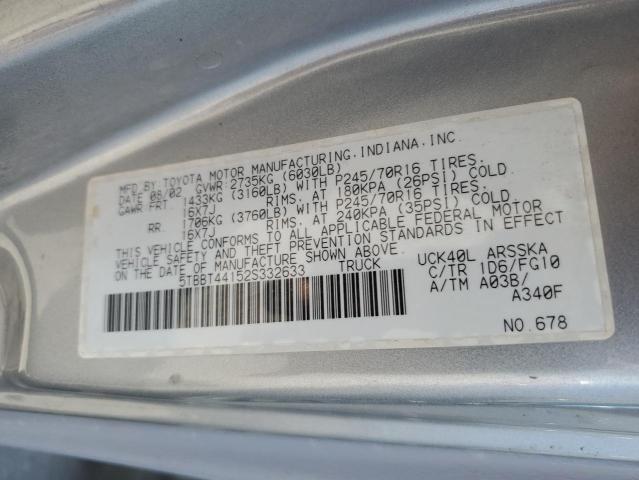 MFD.BY:TOYOTA MOTOR MANUFACTURING.INDIANA.INC.
DATE 08/02 GVWR:2735KG (6030LB)
GAWR FRT 1433KG (3160LB) WITH P245/70R16 TIRES.
16X7J RIMS. AT 180KPA (26PSI) COLD
RR. 1706KG (3760LB) WITH P245/70R16 TIRES.
16X7J RIMS. AT 240KPA (35PSI) COLD
THIS VEHICLE CONFORMS TO ALL APPLICABLE FEDERAL MOTOR
VEHICLE SAFETY AND THEFT PREVENTION STANDARDS IN EFFECT
ON THE DATE OF MANUFACTURE SHOWN ABOVE.
5TBBT44152S332633 TRUCK
UCK40L ARSSKA
C/TR 1D6/FG10
A/TM A03B/
A340F
NO.678